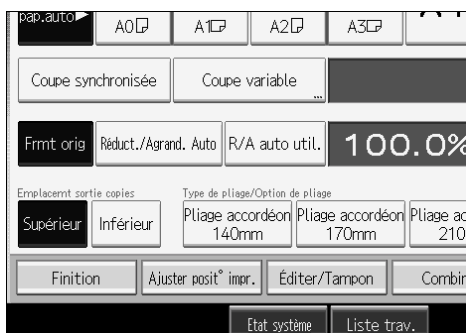 pap.auto►
A0 A1 A2 A3
Coupe synchronisée Coupe variable ...
Frmt orig Réduct./Agrand. Auto R/A auto util. 100.0%
Emplacemt sortie copies Type de pliage/Option de pliage
Supérieur Inférieur Pliage accordéon 140mm Pliage accordéon 170mm 210
Finition Ajuster posit° impr. Éditer/Tampon Combin
Etat système Liste trav.